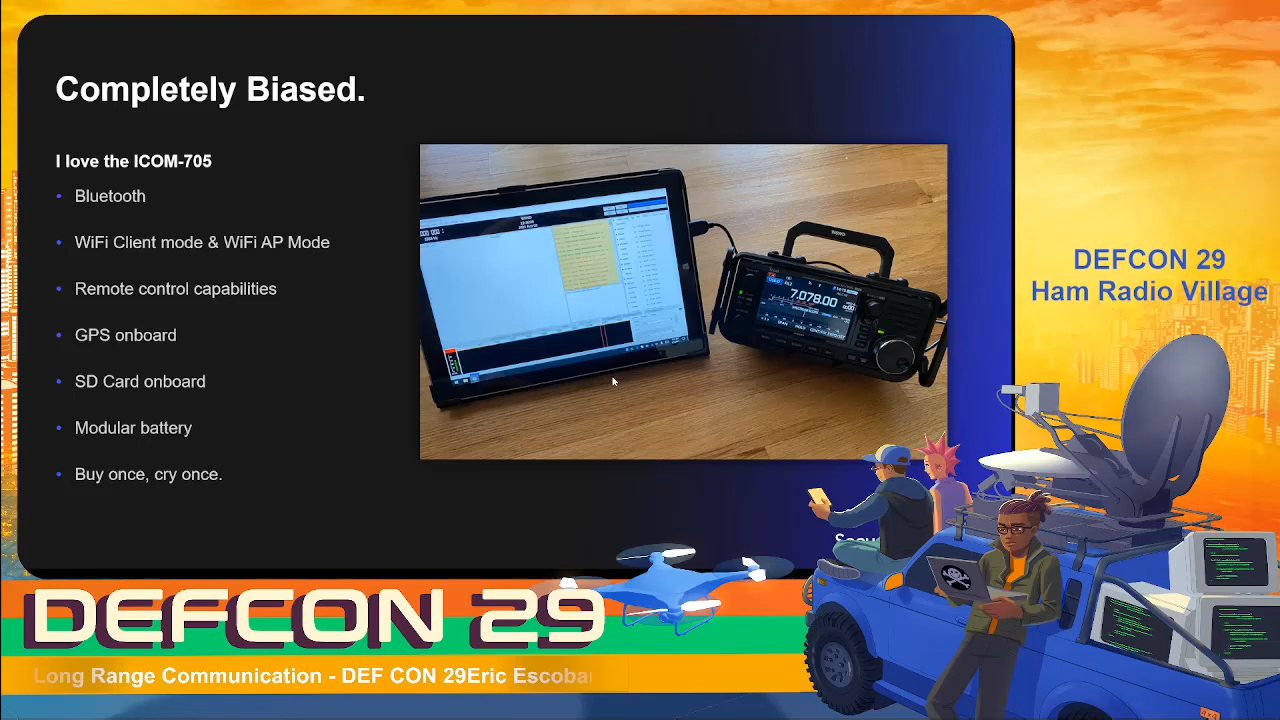 Completely Biased.
I love the ICOM-705
• Bluetooth
• WiFi Client mode & WiFi AP Mode
• Remote control capabilities
• GPS onboard
• SD Card onboard
• Modular battery
• Buy once, cry once.
7.078.00
DEFCON 29
Ham Radio Village
DEFCON 29
Long Range Communication - DEF CON 29Eric Escobar